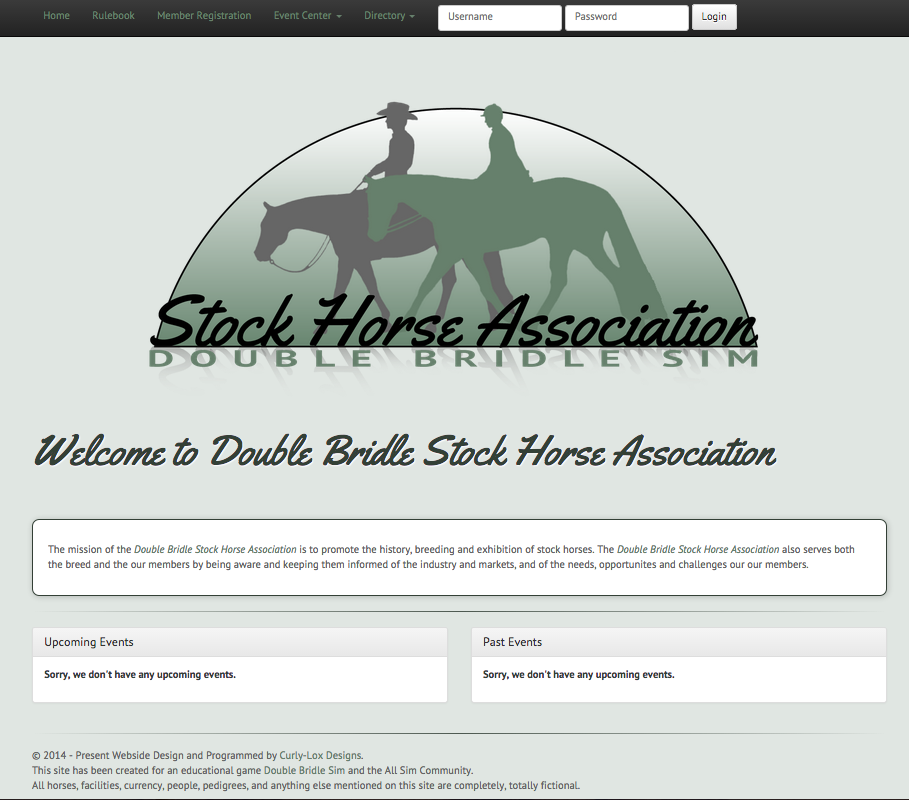 Home Rulebook Member Registration Event Center Directory Username Password Login
Stock Horse Association
DOUBLE BRIDLE SIM
Welcome to Double Bridle Stock Horse Association
The mission of the Double Bridle Stock Horse Association is to promote the history, breeding and exhibition of stock horses. The Double Bridle Stock Horse Association also serves both
the breed and the our members by being aware and keeping them informed of the industry and markets, and of the needs, opportunites and challenges our our members.
Upcoming Events
Sorry, we don't have any upcoming events.
Past Events
Sorry, we don't have any upcoming events.
© 2014 - Present Webside Design and Programmed by Curly-Lox Designs.
This site has been created for an educational game Double Bridle Sim and the All Sim Community.
All horses, facilities, currency, people, pedigrees, and anything else mentioned on this site are completely, totally fictional.